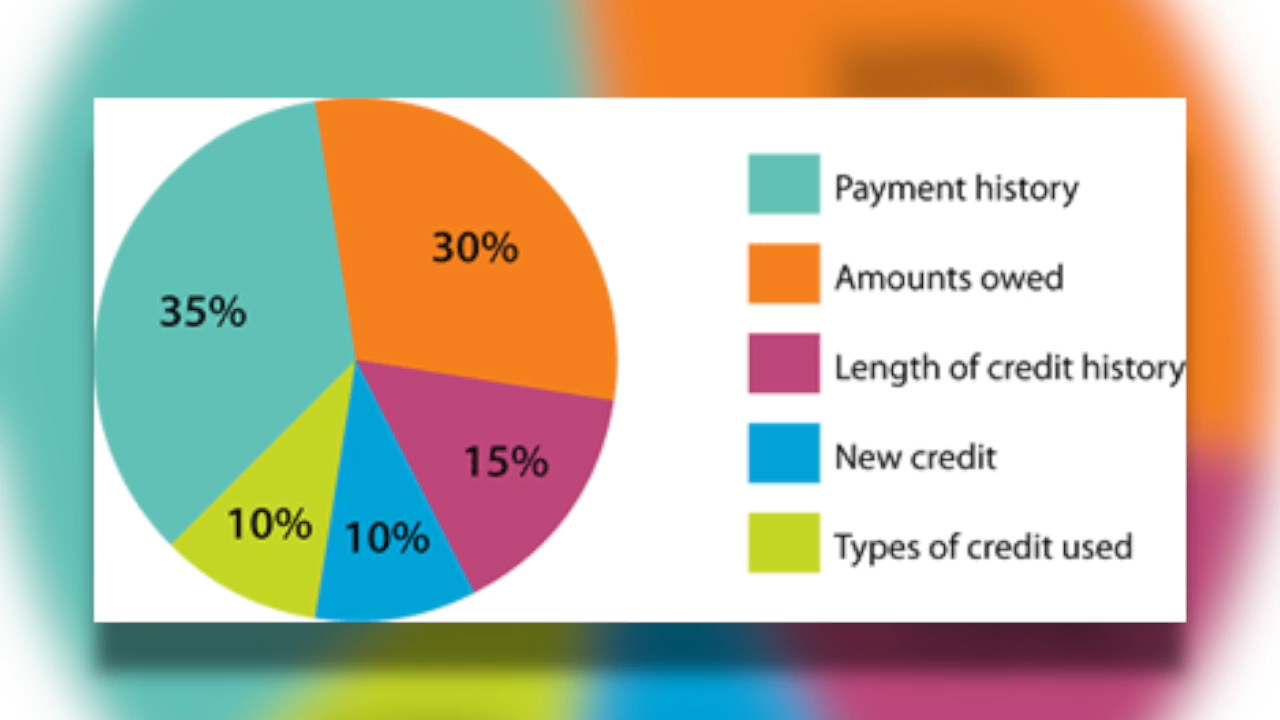 30%
35%
15%
10%
10%
Payment history
Amounts owed
Length of credit history
New credit
Types of credit used